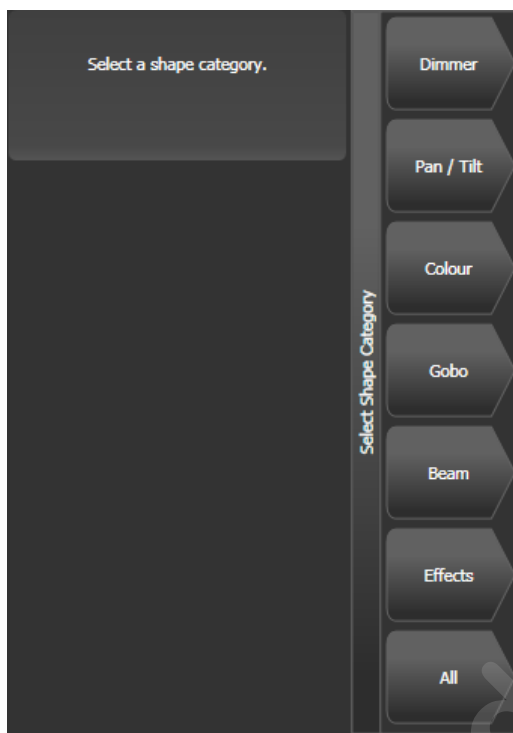 Select a shape category.
Select Shape Category
Dimmer
Pan / Tilt
Colour
Gobo
Beam
Effects
All